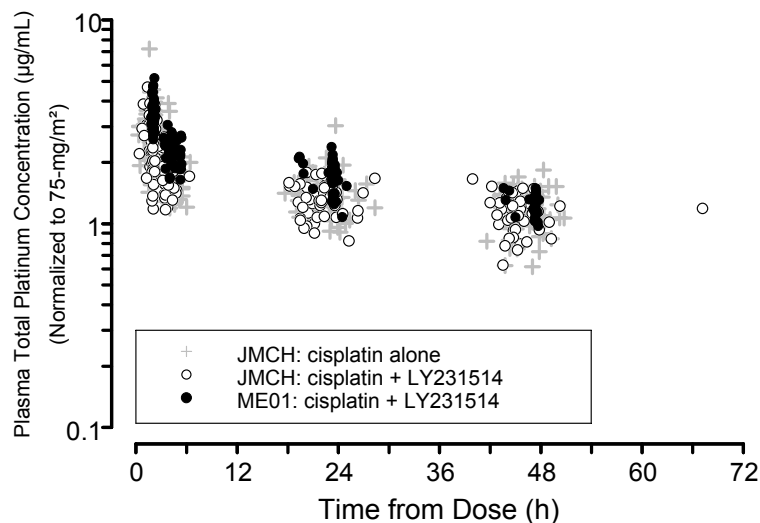 Plasma Total Platinum Concentration (µg/mL)
(Normalized to 75-mg/m²)
10
1
0.1
JMCH: cisplatin alone
JMCH: cisplatin + LY231514
ME01: cisplatin + LY231514
0 12 24 36 48 60 72
Time from Dose (h)